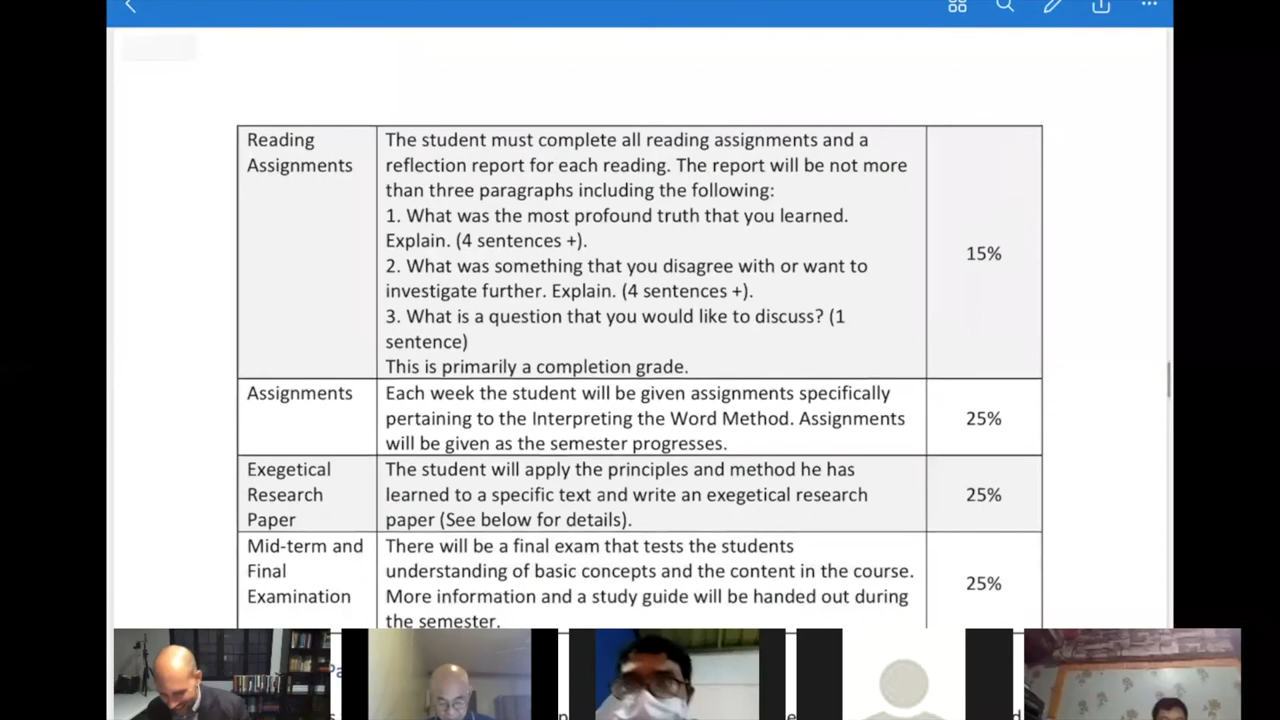 Reading
Assignments
The student must complete all reading assignments and a
reflection report for each reading. The report will be not more
than three paragraphs including the following:
1. What was the most profound truth that you learned.
Explain. (4 sentences +).
2. What was something that you disagree with or want to
investigate further. Explain. (4 sentences +).
3. What is a question that you would like to discuss? (1
sentence)
This is primarily a completion grade.
15%
Assignments
Each week the student will be given assignments specifically
pertaining to the Interpreting the Word Method. Assignments
will be given as the semester progresses.
25%
Exegetical
Research
Paper
The student will apply the principles and method he has
learned to a specific text and write an exegetical research
paper (See below for details).
25%
Mid-term and
Final
Examination
There will be a final exam that tests the students
understanding of basic concepts and the content in the course.
More information and a study guide will be handed out during
the semester.
25%